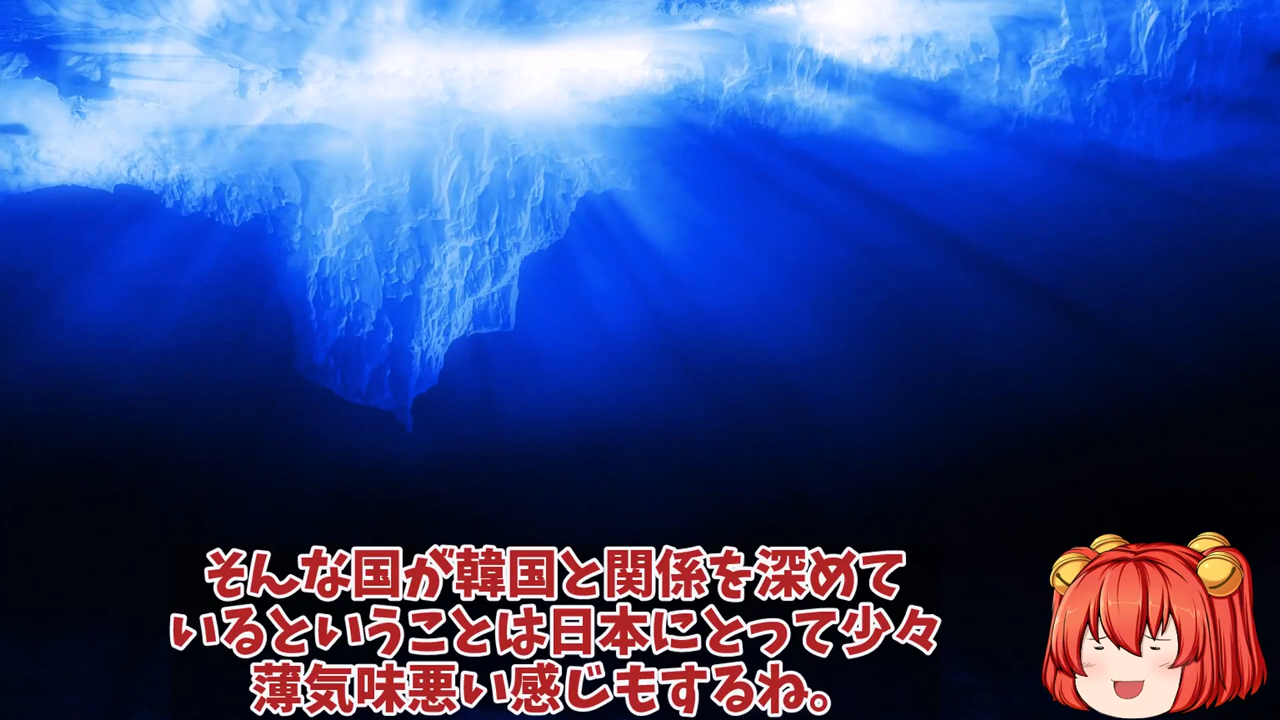 そんな国が韓国と関係を深めて
いるということは日本にとって少々
薄気味悪い感じもするね。